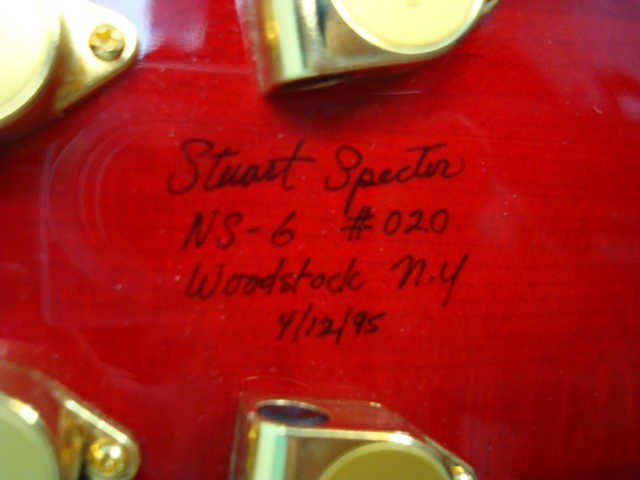 Stuart Spector
NS-6 #020
Woodstock N.Y
4/12/95